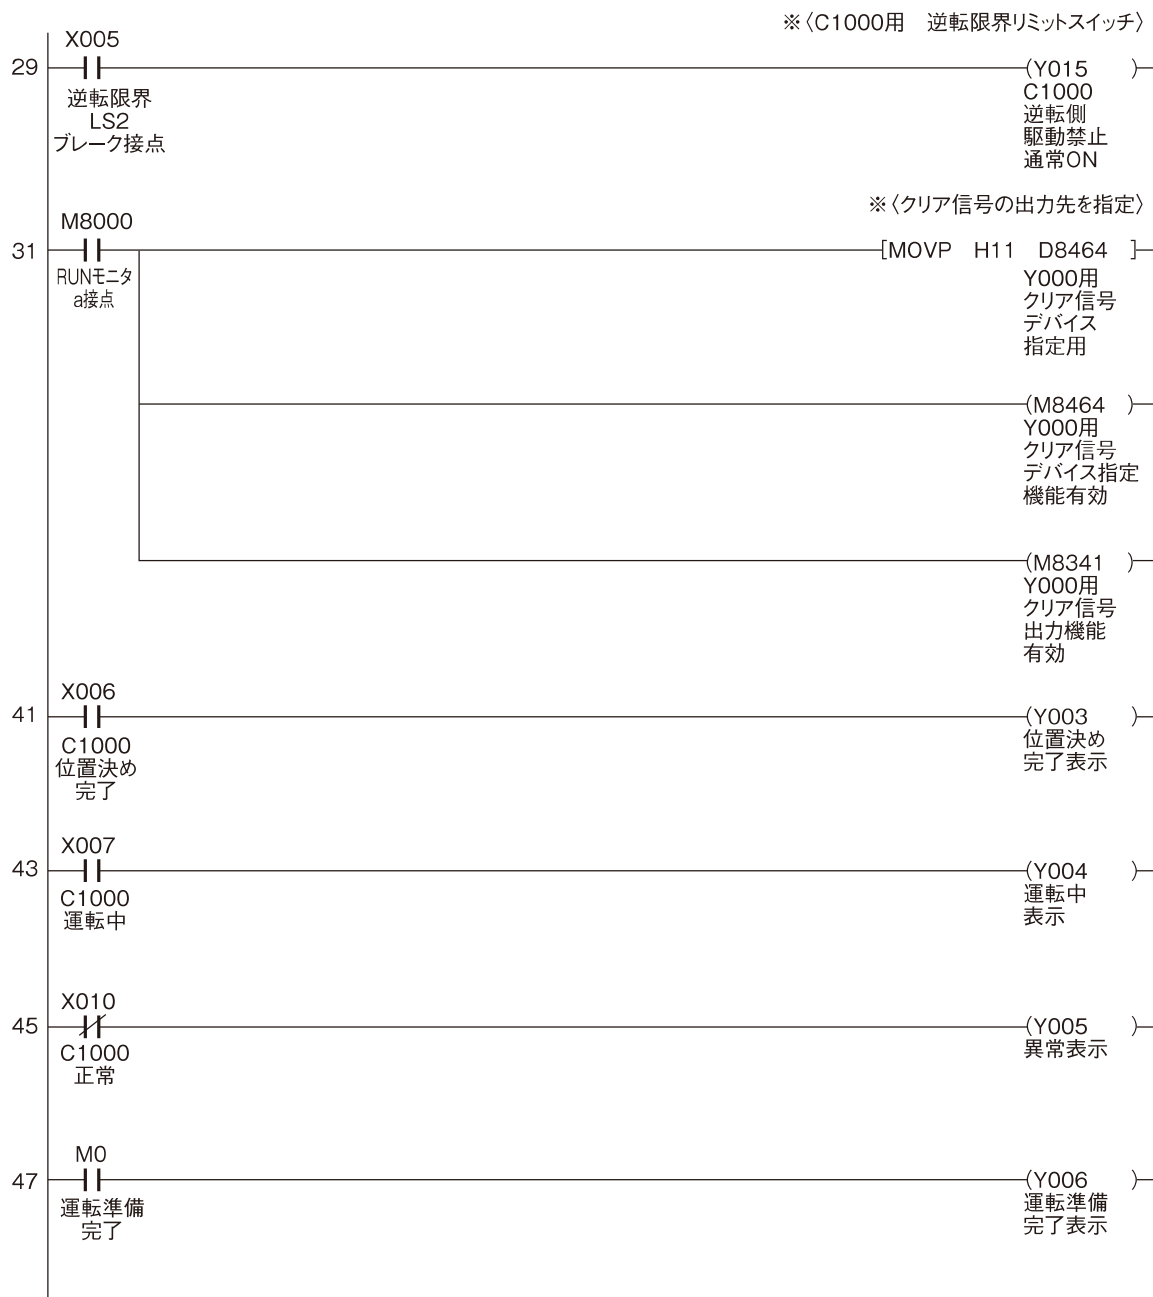 ※〈C1000用　逆転限界リミットスイッチ〉
X005
29
(Y015 )
逆転限界
LS2
ブレーク接点
C1000
逆転側
駆動禁止
通常ON
※〈クリア信号の出力先を指定〉
M8000
31
[MOVP H11 D8464 ]
RUNモニタ
a接点
Y000用
クリア信号
デバイス
指定用
(M8464 )
Y000用
クリア信号
デバイス指定
機能有効
(M8341 )
Y000用
クリア信号
出力機能
有効
X006
41
(Y003 )
C1000
位置決め
完了
位置決め
完了表示
X007
43
(Y004 )
C1000
運転中
運転中
表示
X010
45
(Y005 )
C1000
正常
異常表示
M0
47
(Y006 )
運転準備
完了
運転準備
完了表示